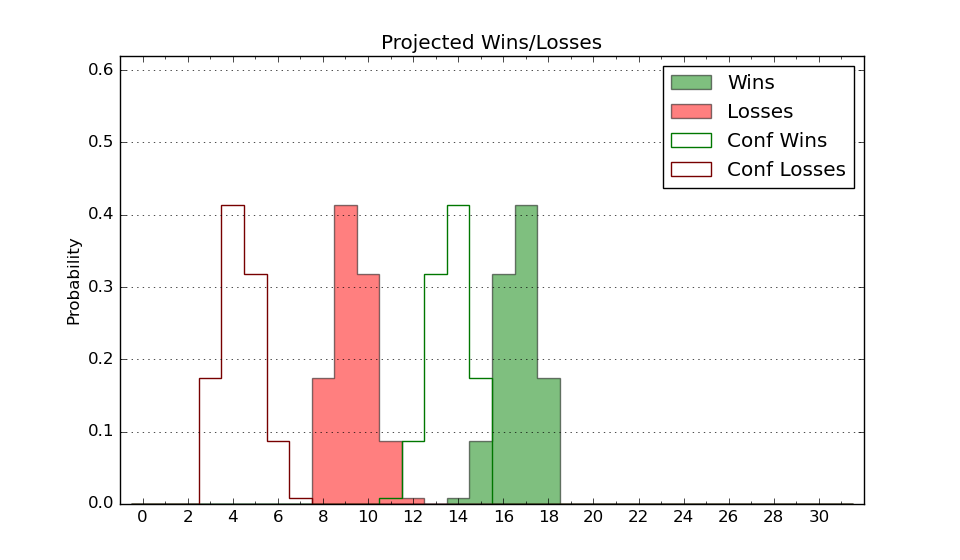 Projected Wins/Losses
0.6
0.5
0.4
0.3
0.2
0.1
0.0
Probability
Wins
Losses
Conf Wins
Conf Losses
0 2 4 6 8 10 12 14 16 18 20 22 24 26 28 30